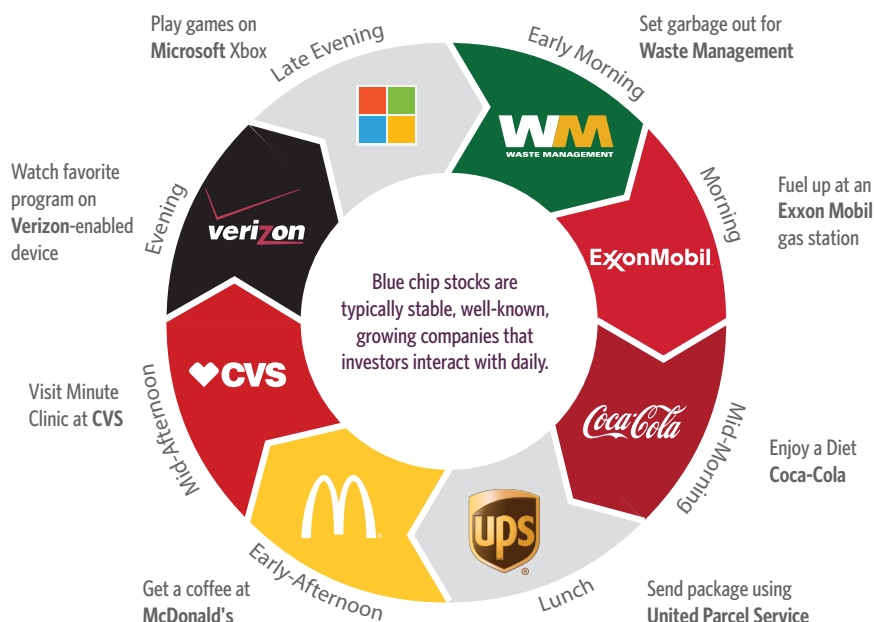 Play games on
Microsoft Xbox
Late Evening
Early Morning
Set garbage out for
Waste Management
WM
WASTE MANAGEMENT
Watch favorite
program on
Verizon-enabled
device
Evening
verizon
Morning
Fuel up at an
Exxon Mobil
gas station
ExxonMobil
Blue chip stocks are
typically stable, well-known,
growing companies that
investors interact with daily.
Visit Minute
Clinic at CVS
Mid-Afternoon
CVS
Coca-Cola
Mid-Morning
Enjoy a Diet
Coca-Cola
Get a coffee at
McDonald's
Early-Afternoon
M
ups
®
Lunch
Send package using
United Parcel Service